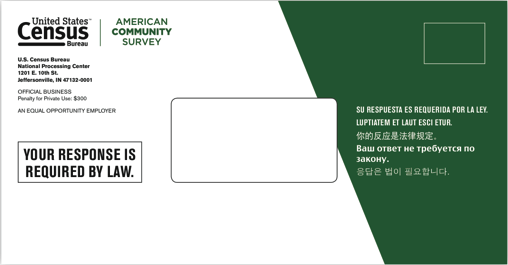 United States™
Census
Bureau
AMERICAN
COMMUNITY
SURVEY
U.S. Census Bureau
National Processing Center
1201 E. 10th St.
Jeffersonville, IN 47132-0001
OFFICIAL BUSINESS
Penalty for Private Use: $300
AN EQUAL OPPORTUNITY EMPLOYER
YOUR RESPONSE IS
REQUIRED BY LAW.
SU RESPUESTA ES REQUERIDA POR LA LEY.
LUPTIATEM ET LAUT ESCI ETUR.
你的反应是法律规定。
Ваш ответ не требуется по
закону.
응답은 법이 필요합니다.